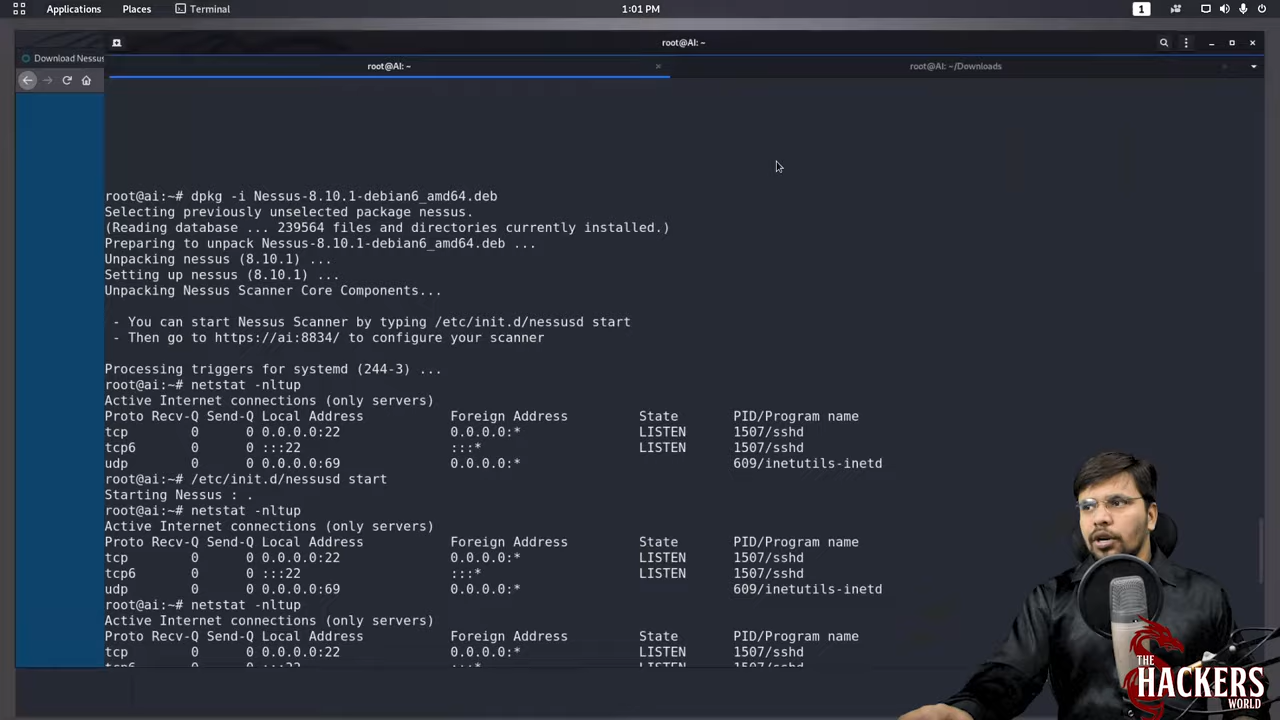 Applications Places Terminal 1:01 PM 1
root@AI: ~
Download Nessus
root@AI: ~ root@AI: ~/Downloads
root@ai:~# dpkg -i Nessus-8.10.1-debian6_amd64.deb
Selecting previously unselected package nessus.
(Reading database ... 239564 files and directories currently installed.)
Preparing to unpack Nessus-8.10.1-debian6_amd64.deb ...
Unpacking nessus (8.10.1) ...
Setting up nessus (8.10.1) ...
Unpacking Nessus Scanner Core Components...
- You can start Nessus Scanner by typing /etc/init.d/nessusd start
- Then go to https://ai:8834/ to configure your scanner
Processing triggers for systemd (244-3) ...
root@ai:~# netstat -nltup
Active Internet connections (only servers)
Proto Recv-Q Send-Q Local Address Foreign Address State PID/Program name
tcp 0 0 0.0.0.0:22 0.0.0.0:* LISTEN 1507/sshd
tcp6 0 0 :::22 :::* LISTEN 1507/sshd
udp 0 0 0.0.0.0:69 0.0.0.0:* 609/inetutils-inetd
root@ai:~# /etc/init.d/nessusd start
Starting Nessus : .
root@ai:~# netstat -nltup
Active Internet connections (only servers)
Proto Recv-Q Send-Q Local Address Foreign Address State PID/Program name
tcp 0 0 0.0.0.0:22 0.0.0.0:* LISTEN 1507/sshd
tcp6 0 0 :::22 :::* LISTEN 1507/sshd
udp 0 0 0.0.0.0:69 0.0.0.0:* 609/inetutils-inetd
root@ai:~# netstat -nltup
Active Internet connections (only servers)
Proto Recv-Q Send-Q Local Address Foreign Address State PID/Program name
tcp 0 0 0.0.0.0:22 0.0.0.0:* LISTEN 1507/sshd
tcp6 0 0 :::22 :::* LISTEN 1507/sshd
THE
HACKERS
WORLD